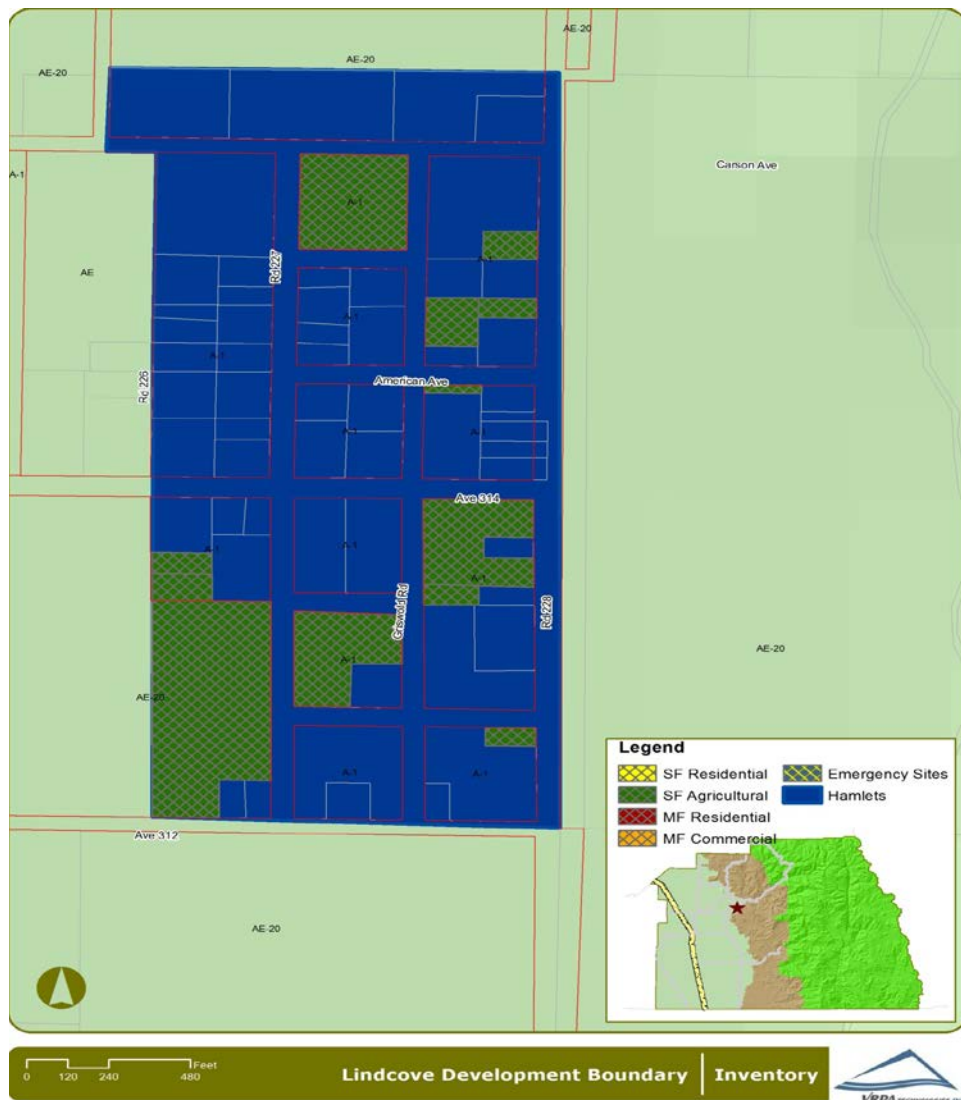 AE-20
AE-20
AE-20
Carson Ave
A-1
A-1
AE
Rd 227
A-1
A-1
A-1
American Ave
Rd 226
A-1
A-1
Ave 314
A-1
A-1
A-1
Griswold Rd
Rd 228
A-1
AE-20
AE-20
A-1
A-1
Ave 312
AE-20
Legend
SF Residential
SF Agricultural
MF Residential
MF Commercial
Emergency Sites
Hamlets
Feet
0 120 240 480
Lindcove Development Boundary | Inventory
VRPA